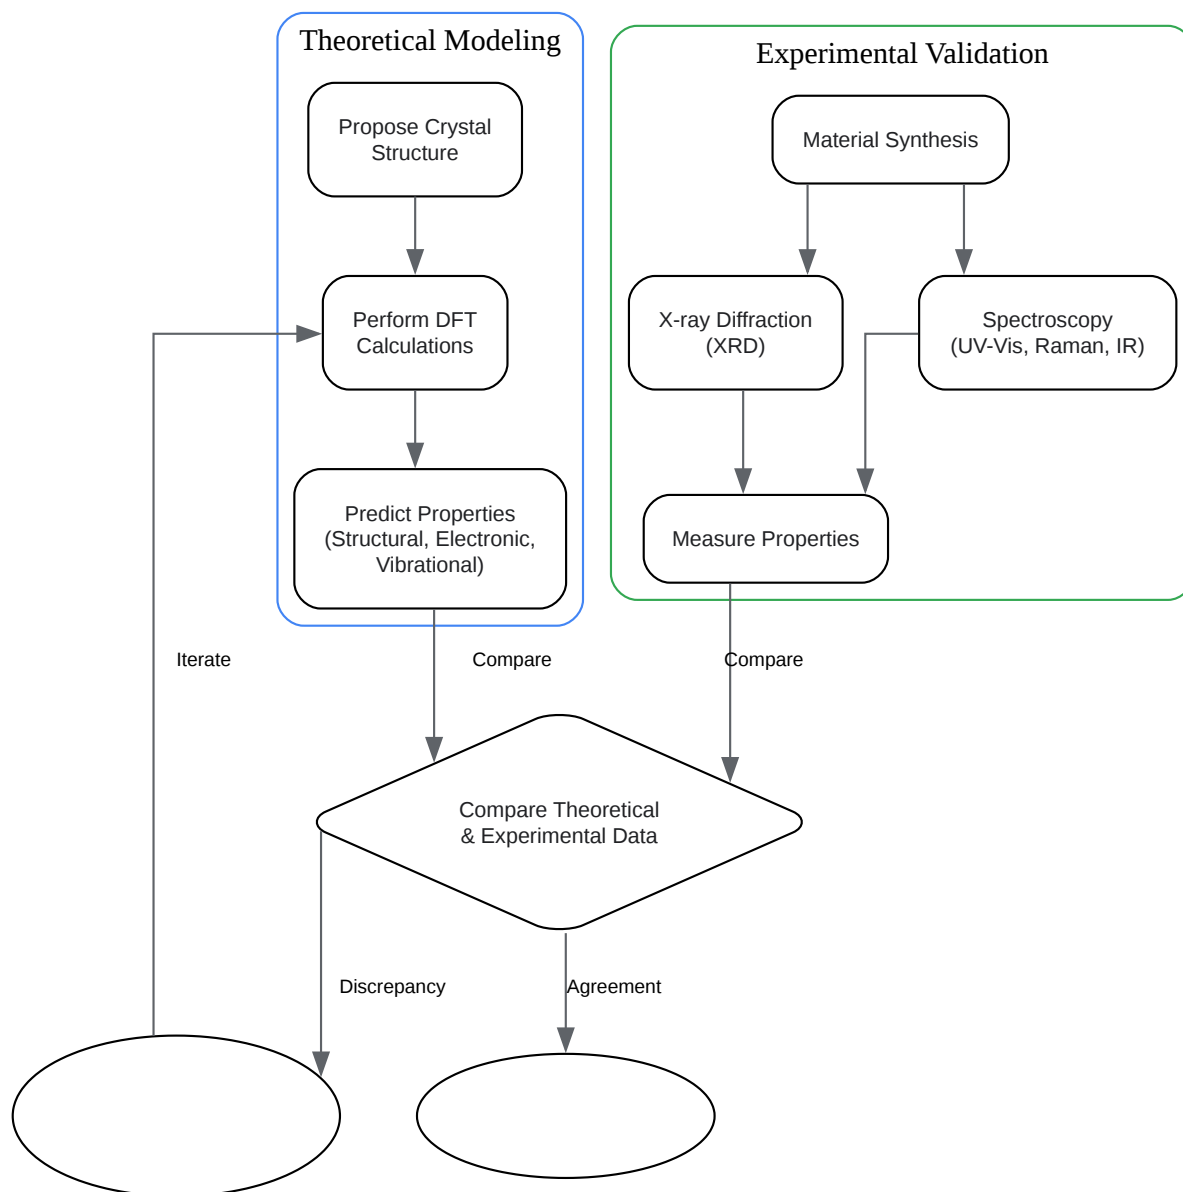 Theoretical Modeling
Experimental Validation
Propose Crystal
Structure
Material Synthesis
Perform DFT
Calculations
X-ray Diffraction
(XRD)
Spectroscopy
(UV-Vis, Raman, IR)
Predict Properties
(Structural, Electronic,
Vibrational)
Measure Properties
Iterate
Compare
Compare
Compare Theoretical
& Experimental Data
Discrepancy
Agreement